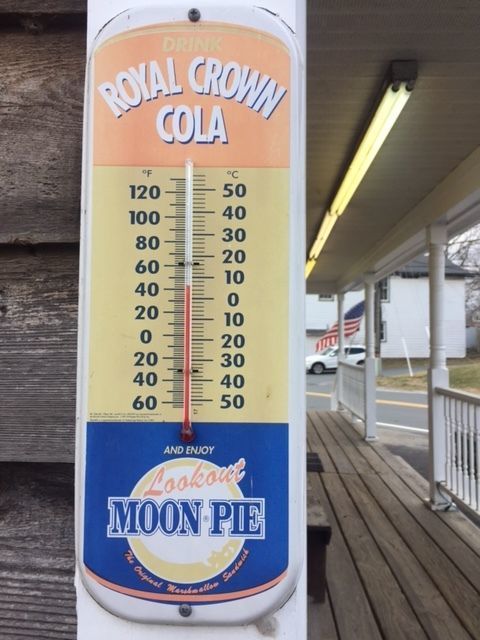 DRINK
ROYAL CROWN
COLA
°F °C
120 50
100 40
80 30
60 20
40 10
20 0
0 10
20 20
40 30
60 40
50
AND ENJOY
Lookout
MOON PIE
The Original Marshmallow Sandwich